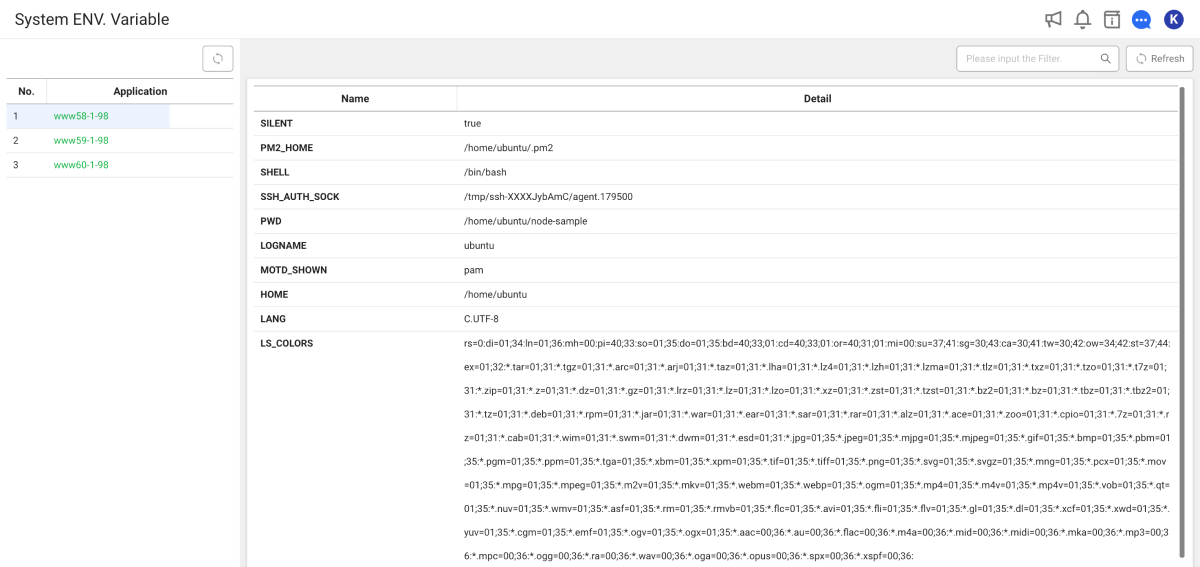 System ENV. Variable
K
Please input the Filter.
Refresh
No. Application
1 www58-1-98
2 www59-1-98
3 www60-1-98
Name Detail
SILENT true
PM2_HOME /home/ubuntu/.pm2
SHELL /bin/bash
SSH_AUTH_SOCK /tmp/ssh-XXXXJybAmC/agent.179500
PWD /home/ubuntu/node-sample
LOGNAME ubuntu
MOTD_SHOWN pam
HOME /home/ubuntu
LANG C.UTF-8
LS_COLORS rs=0:di=01;34:ln=01;36:mh=00:pi=40;33:so=01;35:do=01;35:bd=40;33;01:cd=40;33;01:or=40;31;01:mi=00:su=37;41:sg=30;43:ca=30;41:tw=30;42:ow=34;42:st=37;44:
ex=01;32:*.tar=01;31:*.tgz=01;31:*.arc=01;31:*.arj=01;31:*.taz=01;31:*.lha=01;31:*.lz4=01;31:*.lzh=01;31:*.lzma=01;31:*.tlz=01;31:*.txz=01;31:*.tzo=01;31:*.t7z=01;
31:*.zip=01;31:*.z=01;31:*.dz=01;31:*.gz=01;31:*.lrz=01;31:*.lz=01;31:*.lzo=01;31:*.xz=01;31:*.zst=01;31:*.tzst=01;31:*.bz2=01;31:*.bz=01;31:*.tbz=01;31:*.tbz2=01;
31:*.tz=01;31:*.deb=01;31:*.rpm=01;31:*.jar=01;31:*.war=01;31:*.ear=01;31:*.sar=01;31:*.rar=01;31:*.alz=01;31:*.ace=01;31:*.zoo=01;31:*.cpio=01;31:*.7z=01;31:*.r
z=01;31:*.cab=01;31:*.wim=01;31:*.swm=01;31:*.dwm=01;31:*.esd=01;31:*.jpg=01;35:*.jpeg=01;35:*.mjpg=01;35:*.mjpeg=01;35:*.gif=01;35:*.bmp=01;35:*.pbm=01
;35:*.pgm=01;35:*.ppm=01;35:*.tga=01;35:*.xbm=01;35:*.xpm=01;35:*.tif=01;35:*.tiff=01;35:*.png=01;35:*.svg=01;35:*.svgz=01;35:*.mng=01;35:*.pcx=01;35:*.mov
=01;35:*.mpg=01;35:*.mpeg=01;35:*.m2v=01;35:*.mkv=01;35:*.webm=01;35:*.webp=01;35:*.ogm=01;35:*.mp4=01;35:*.m4v=01;35:*.mp4v=01;35:*.vob=01;35:*.qt=
01;35:*.nuv=01;35:*.wmv=01;35:*.asf=01;35:*.rm=01;35:*.rmvb=01;35:*.flc=01;35:*.avi=01;35:*.fli=01;35:*.flv=01;35:*.gl=01;35:*.dl=01;35:*.xcf=01;35:*.xwd=01;35:*.
yuv=01;35:*.cgm=01;35:*.emf=01;35:*.ogv=01;35:*.ogx=01;35:*.aac=00;36:*.au=00;36:*.flac=00;36:*.m4a=00;36:*.mid=00;36:*.midi=00;36:*.mka=00;36:*.mp3=00;3
6:*.mpc=00;36:*.ogg=00;36:*.ra=00;36:*.wav=00;36:*.oga=00;36:*.opus=00;36:*.spx=00;36:*.xspf=00;36: